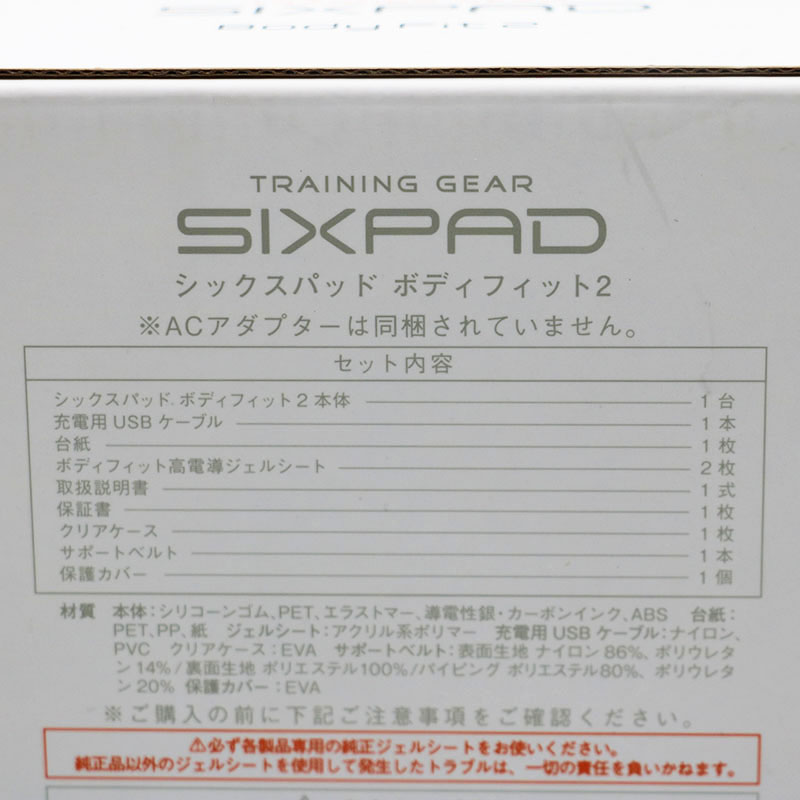 SIXPAD
Body Fit 2
TRAINING GEAR
SIXPAD
シックスパッド ボディフィット2
※ACアダプターは同梱されていません。
セット内容
シックスパッド ボディフィット2 本体 1 台
充電用 USB ケーブル 1 本
台紙 1 枚
ボディフィット高電導ジェルシート 2 枚
取扱説明書 1 式
保証書 1 枚
クリアケース 1 枚
サポートベルト 1 本
保護カバー 1 個
材質 本体：シリコーンゴム、PET、エラストマー、導電性銀・カーボンインク、ABS 台紙：
PET、PP、紙 ジェルシート：アクリル系ポリマー 充電用 USB ケーブル：ナイロン、
PVC クリアケース：EVA サポートベルト：表面生地 ナイロン 86%、ポリウレタ
ン 14% / 裏面生地 ポリエステル100% / パイピング ポリエステル80%、ポリウレタ
ン 20% 保護カバー：EVA
※ご購入の前に下記ご注意事項をご確認ください。
⚠必ず各製品専用の純正ジェルシートをお使いください。
純正品以外のジェルシートを使用して発生したトラブルは、一切の責任を負いかねます。